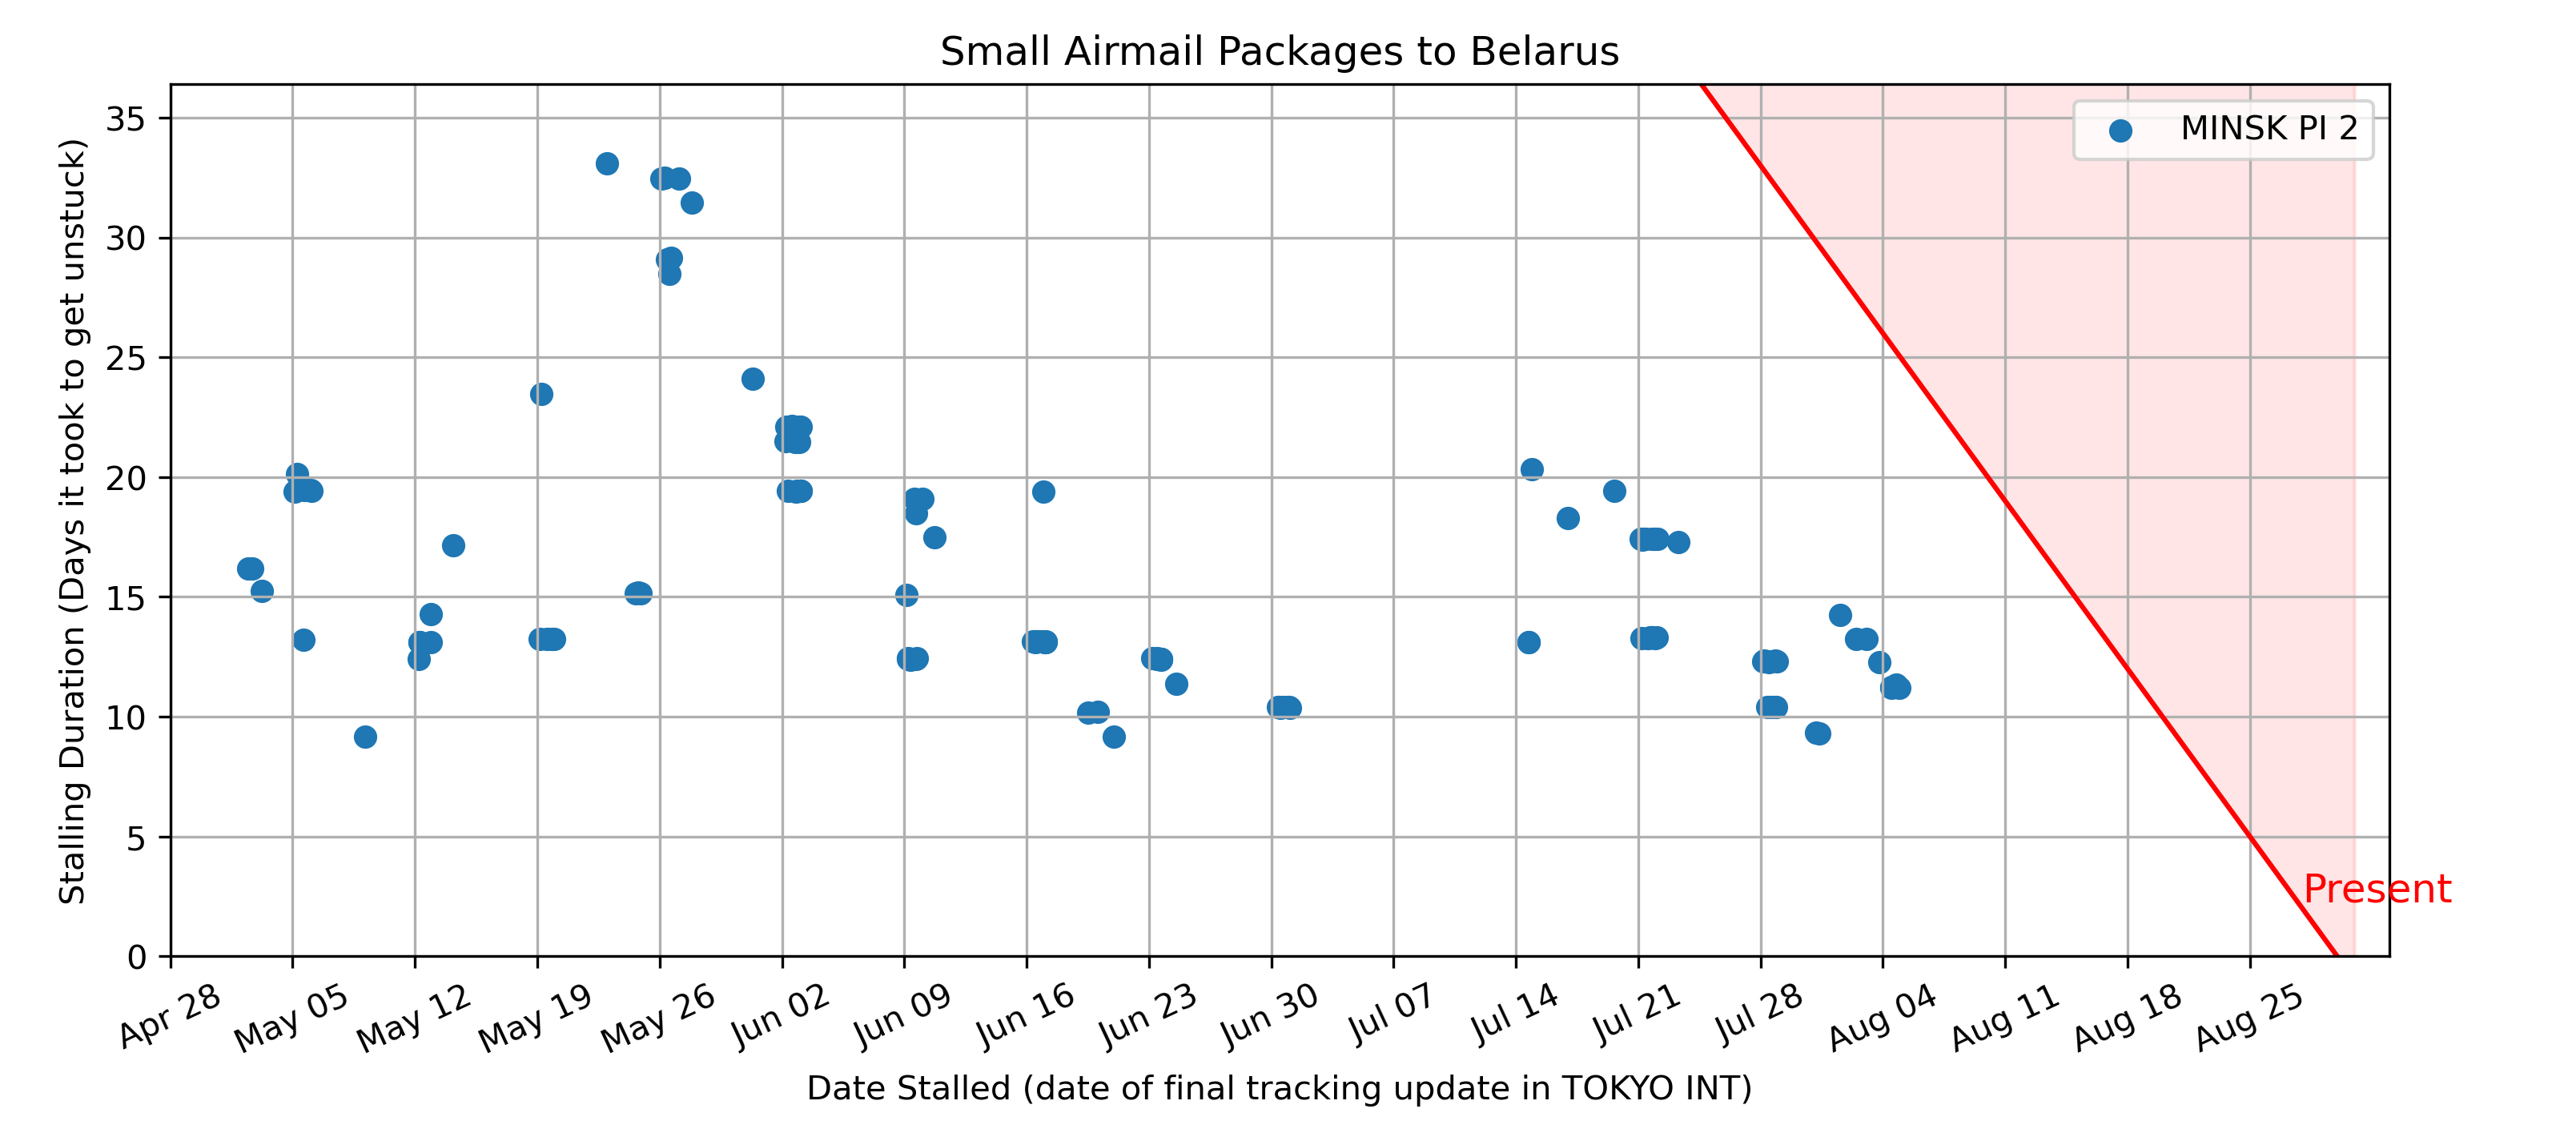 Small Airmail Packages to Belarus
Stalling Duration (Days it took to get unstuck)
35
30
25
20
15
10
5
0
MINSK PI 2
Present
Apr 28
May 05
May 12
May 19
May 26
Jun 02
Jun 09
Jun 16
Jun 23
Jun 30
Jul 07
Jul 14
Jul 21
Jul 28
Aug 04
Aug 11
Aug 18
Aug 25
Date Stalled (date of final tracking update in TOKYO INT)